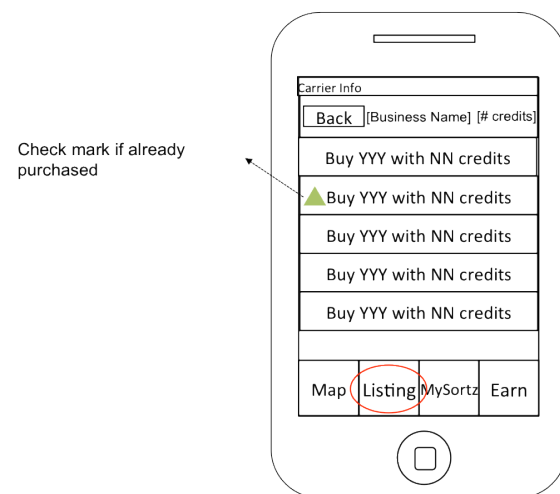 Carrier Info
Back [Business Name] [# credits]
Check mark if already
purchased
Buy YYY with NN credits
Buy YYY with NN credits
Buy YYY with NN credits
Buy YYY with NN credits
Buy YYY with NN credits
Map Listing MySortz Earn